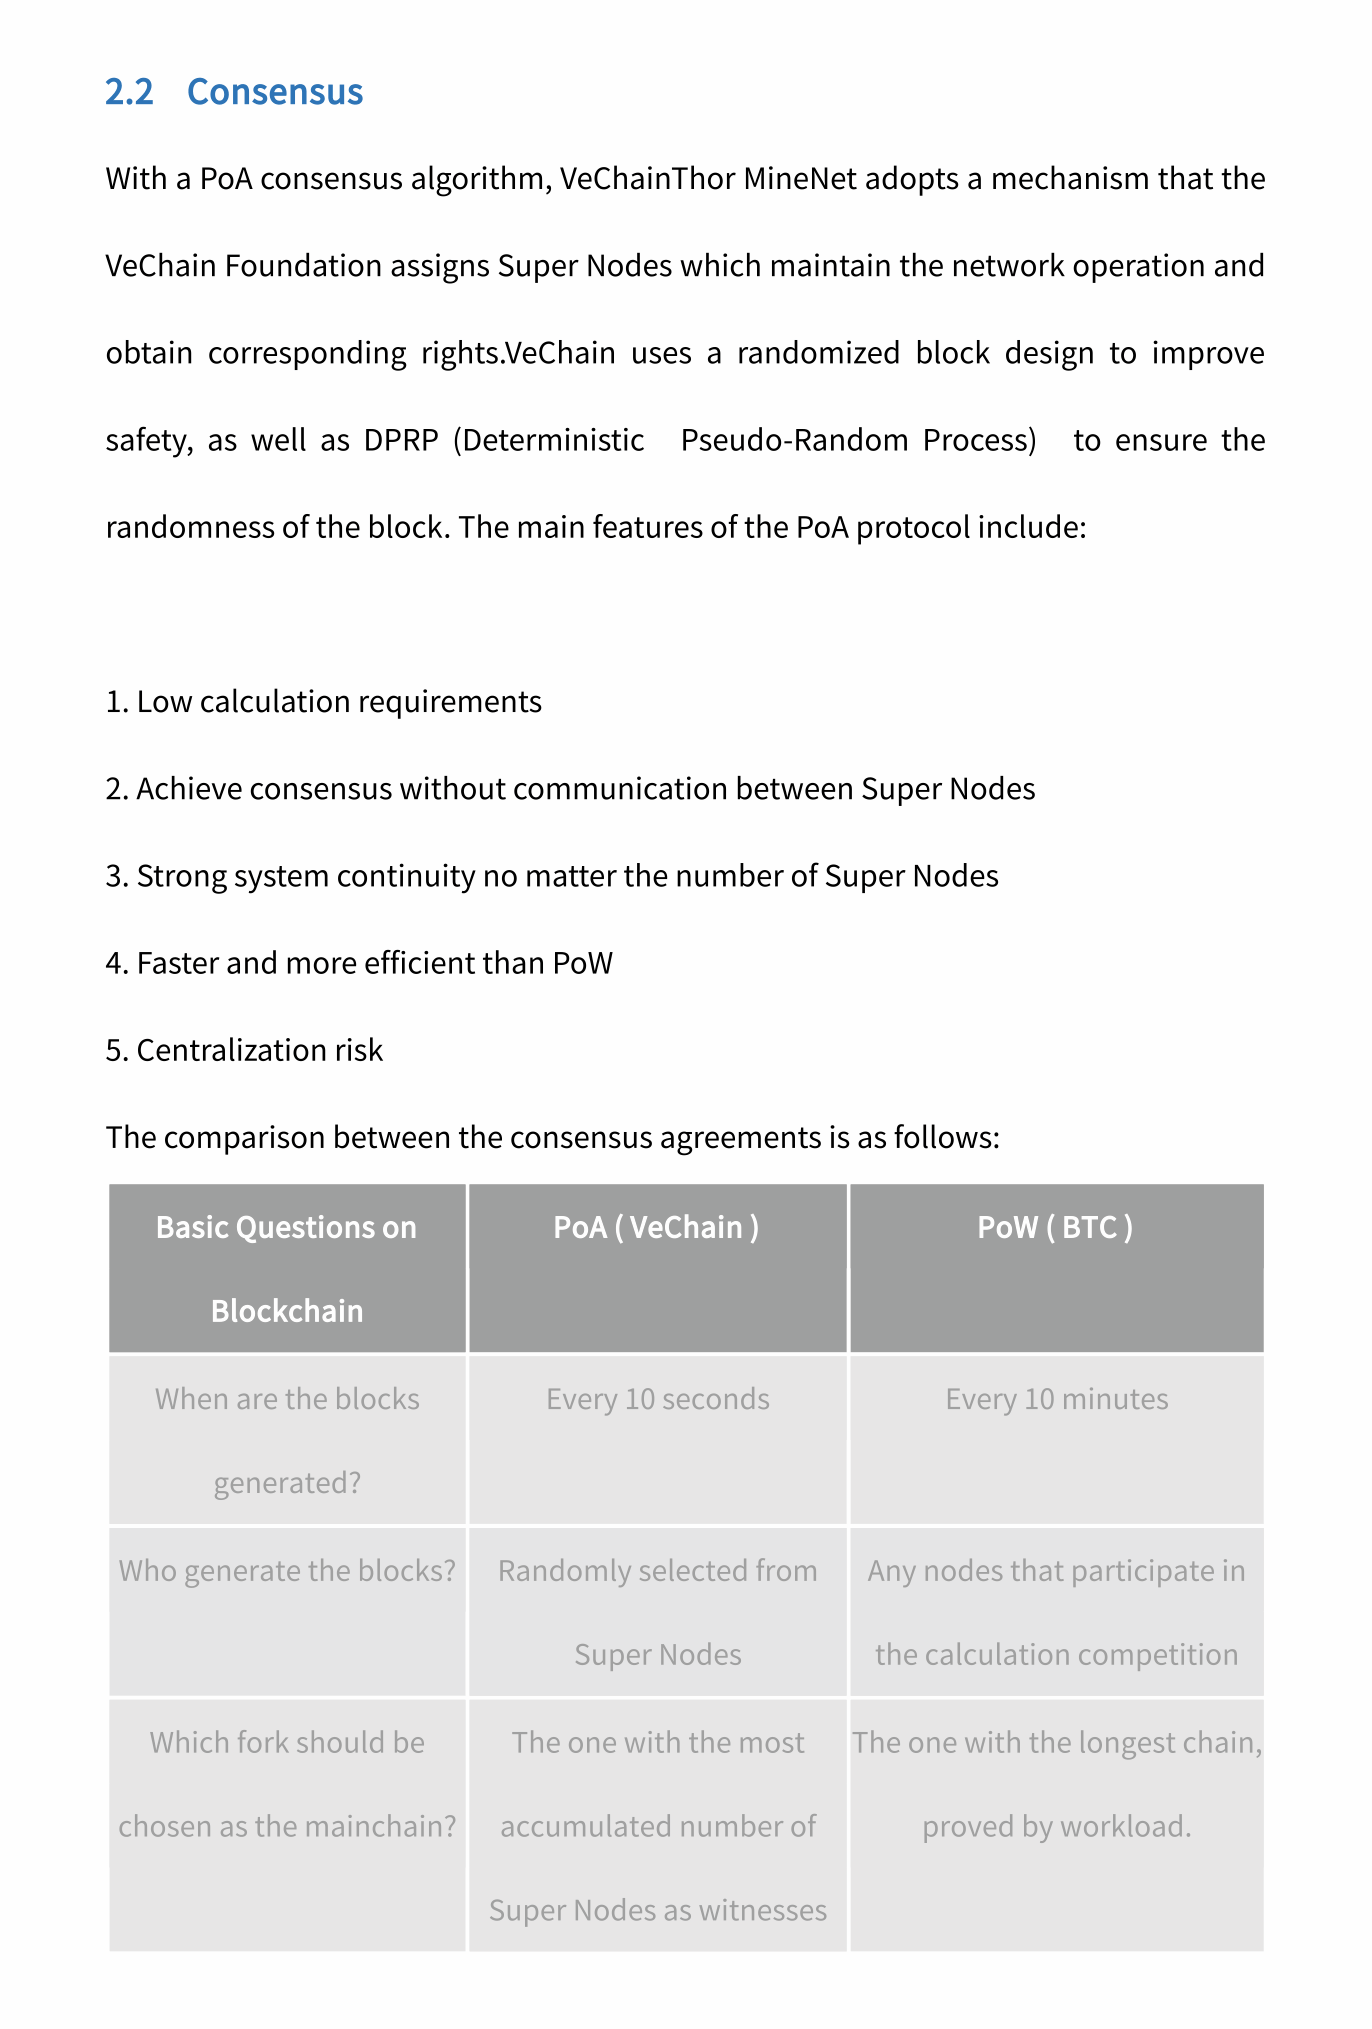 2.2 Consensus
With a PoA consensus algorithm, VeChainThor MineNet adopts a mechanism that the
VeChain Foundation assigns Super Nodes which maintain the network operation and
obtain corresponding rights.VeChain uses a randomized block design to improve
safety, as well as DPRP (Deterministic Pseudo-Random Process) to ensure the
randomness of the block. The main features of the PoA protocol include:
1. Low calculation requirements
2. Achieve consensus without communication between Super Nodes
3. Strong system continuity no matter the number of Super Nodes
4. Faster and more efficient than PoW
5. Centralization risk
The comparison between the consensus agreements is as follows:
Basic Questions on
Blockchain
PoA ( VeChain )
PoW ( BTC )
When are the blocks
generated?
Every 10 seconds
Every 10 minutes
Who generate the blocks?
Randomly selected from
Super Nodes
Any nodes that participate in
the calculation competition
Which fork should be
chosen as the mainchain?
The one with the most
accumulated number of
Super Nodes as witnesses
The one with the longest chain,
proved by workload.